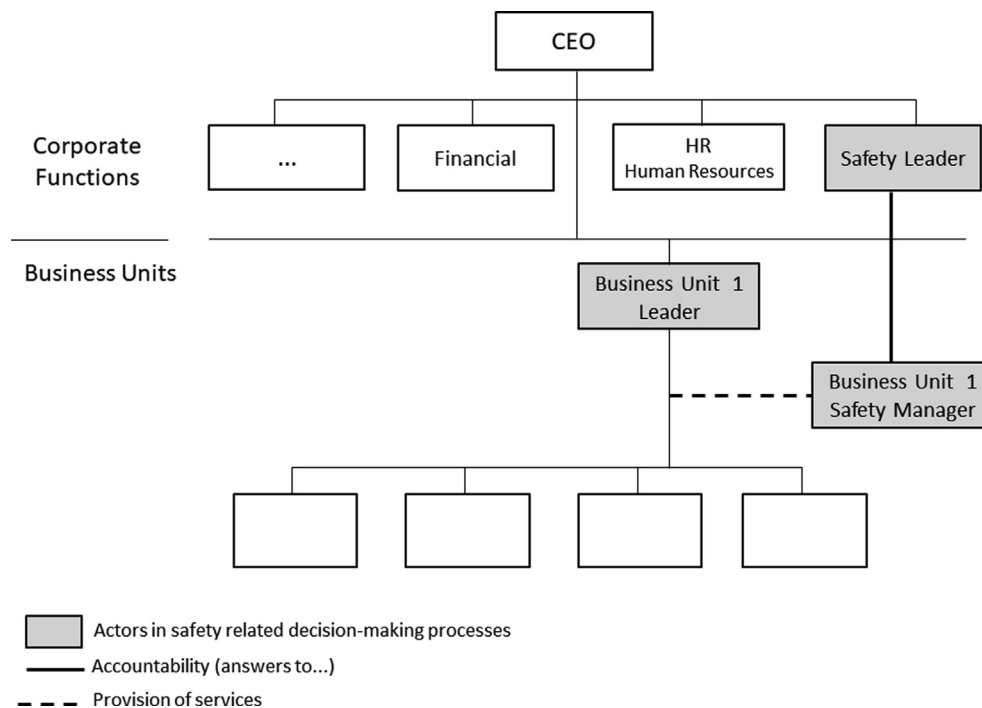 CEO
Corporate
Functions
...
Financial
HR
Human Resources
Safety Leader
Business Units
Business Unit 1
Leader
Business Unit 1
Safety Manager
Actors in safety related decision-making processes
Accountability (answers to...)
Provision of services